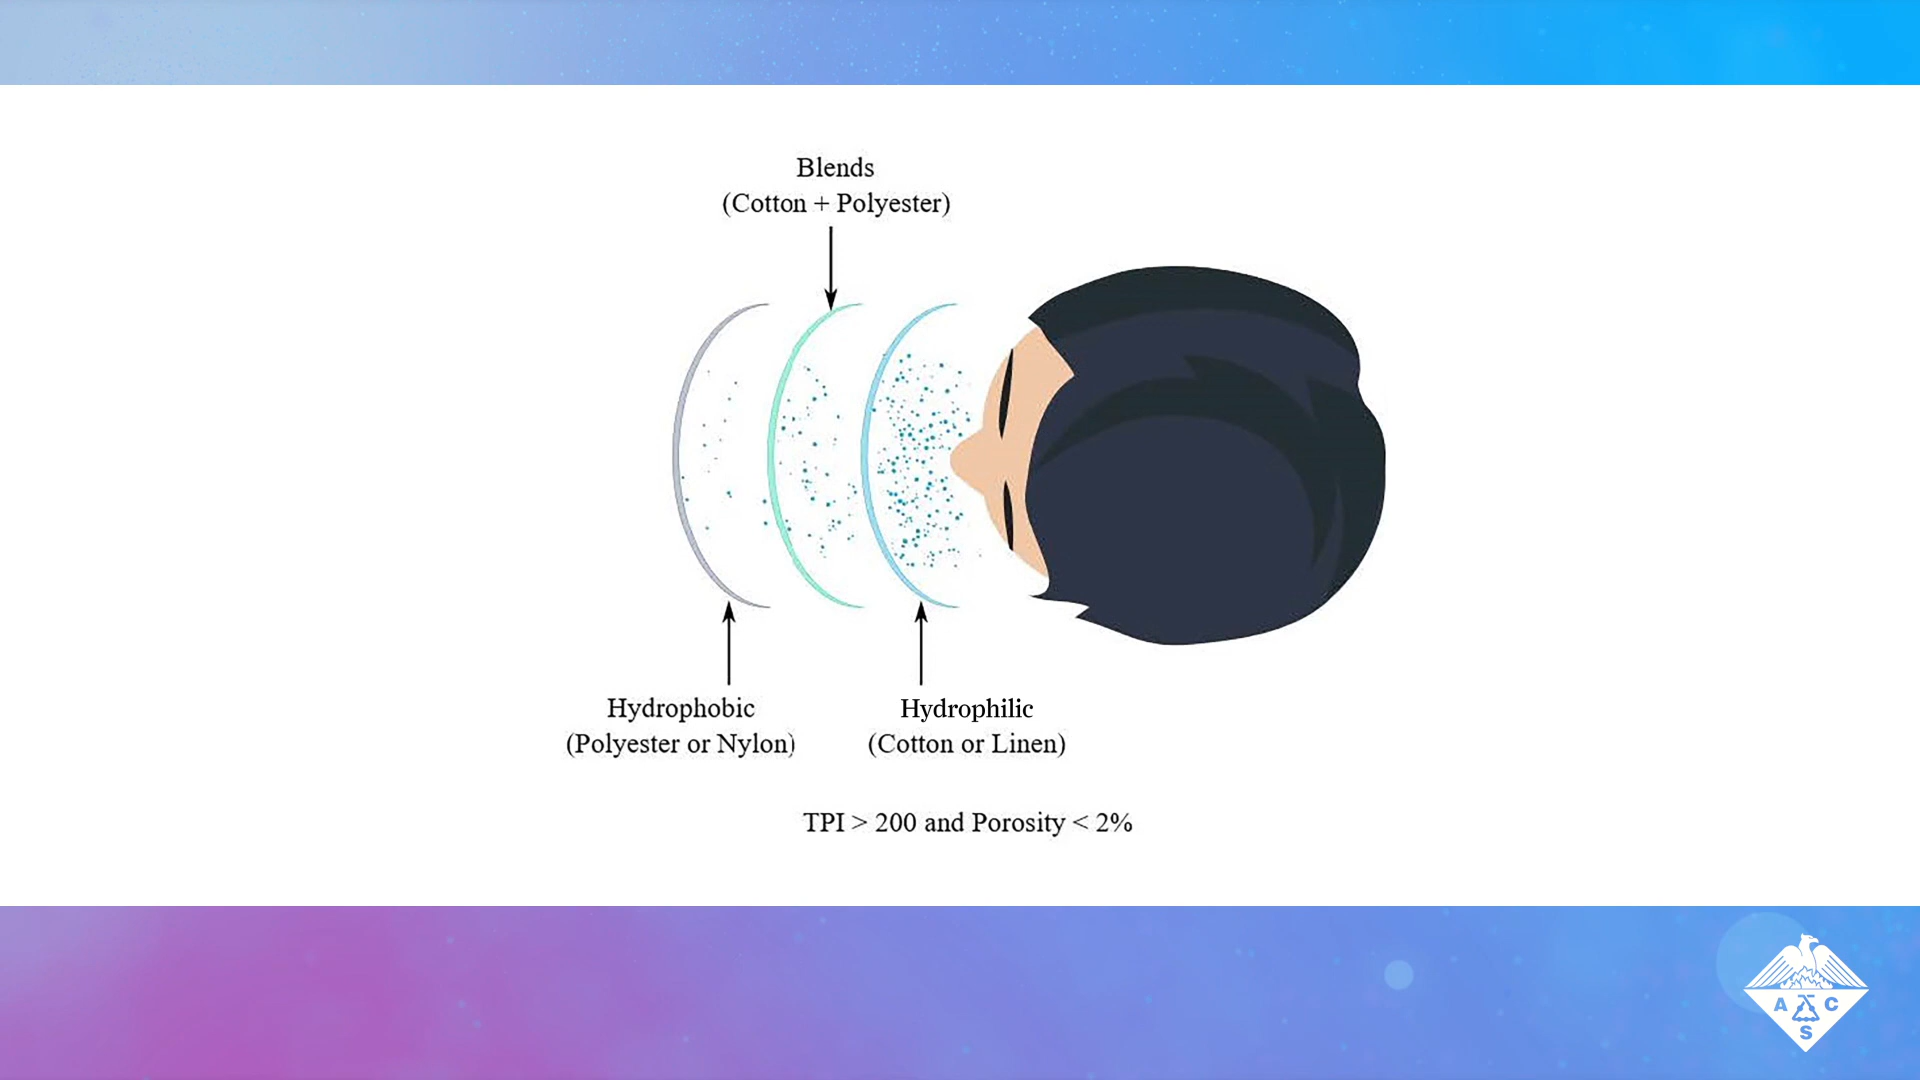 Blends
(Cotton + Polyester)
Hydrophobic
(Polyester or Nylon)
Hydrophilic
(Cotton or Linen)
TPI > 200 and Porosity < 2%
A C
S